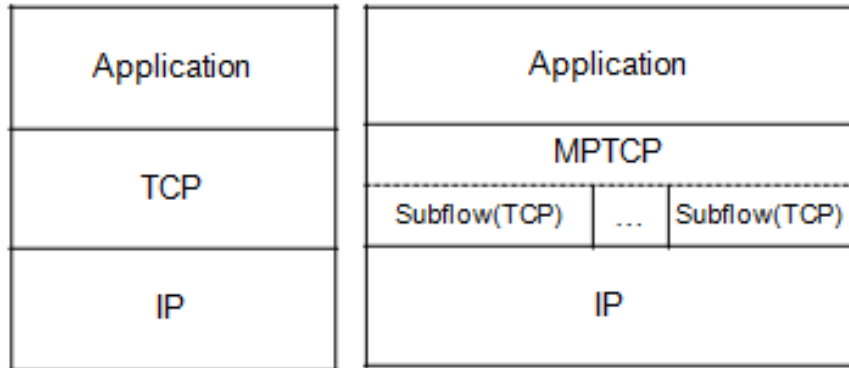 Application
TCP
IP
Application
MPTCP
Subflow(TCP) ... Subflow(TCP)
IP